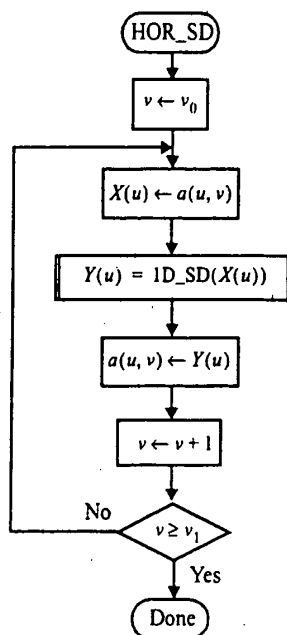 HOR_SD
v ← v₀
X(u) ← a(u, v)
Y(u) = 1D_SD(X(u))
a(u, v) ← Y(u)
v ← v + 1
No
v ≥ v₁
Yes
Done